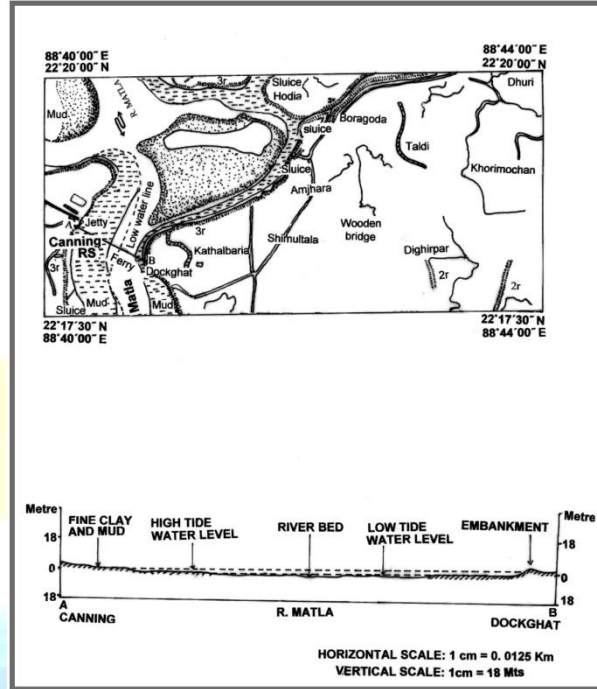 88°40'00" E
22°20'00" N
88°44'00" E
22°20'00" N
3r
Sluice
Hodia
Dhuri
Mud
R. MATLA
3r
Boragoda
sluice
Taldi
Khorimochan
Sluice
Amjhara
Low water line
Jetty
A
Wooden
bridge
Canning
RS
3r
Kathalbaria
Shimultala
Dighirpar
3r
Ferry
B
Dockghat
2r
2r
Sluice
Mud
Matla
Mud
22°17'30" N
88°40'00" E
22°17'30" N
88°44'00" E
Metre
FINE CLAY
AND MUD
HIGH TIDE
WATER LEVEL
RIVER BED
LOW TIDE
WATER LEVEL
EMBANKMENT
Metre
18
18
0
0
18
18
A
CANNING
R. MATLA
B
DOCKGHAT
HORIZONTAL SCALE: 1 cm = 0. 0125 Km
VERTICAL SCALE: 1cm = 18 Mts